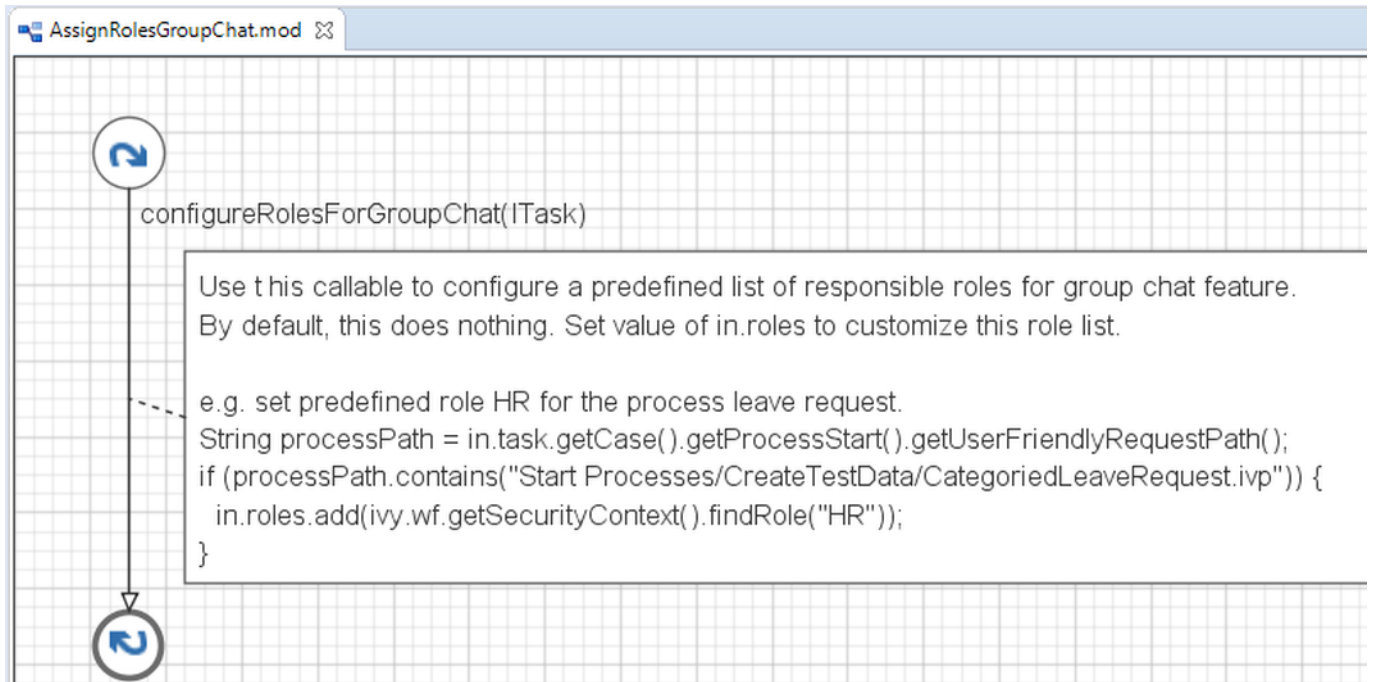 AssignRolesGroupChat.mod
configureRolesForGroupChat(ITask)
Use t his callable to configure a predefined list of responsible roles for group chat feature.
By default, this does nothing. Set value of in.roles to customize this role list.
e.g. set predefined role HR for the process leave request.
String processPath = in.task.getCase().getProcessStart().getUserFriendlyRequestPath();
if (processPath.contains("Start Processes/CreateTestData/CategoriedLeaveRequest.ivp")) {
in.roles.add(ivy.wf.getSecurityContext().findRole("HR"));
}